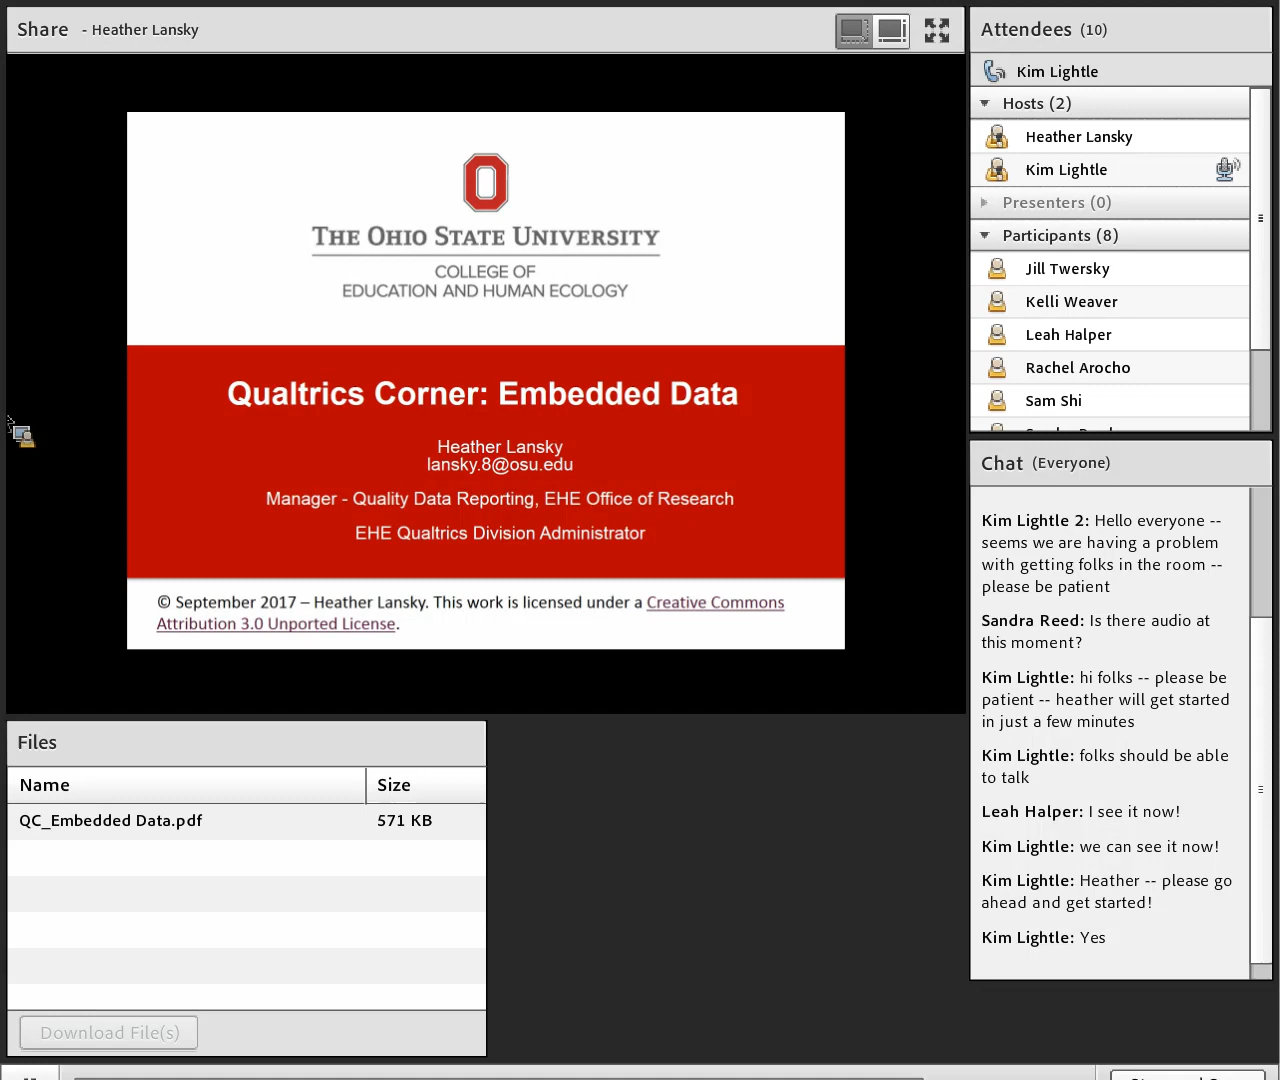 Share - Heather Lansky
THE OHIO STATE UNIVERSITY
COLLEGE OF
EDUCATION AND HUMAN ECOLOGY
Qualtrics Corner: Embedded Data
Heather Lansky
lansky.8@osu.edu
Manager - Quality Data Reporting, EHE Office of Research
EHE Qualtrics Division Administrator
© September 2017 – Heather Lansky. This work is licensed under a Creative Commons
Attribution 3.0 Unported License.
Files
Name Size
QC_Embedded Data.pdf 571 KB
Download File(s)
Attendees (10)
Kim Lightle
Hosts (2)
Heather Lansky
Kim Lightle
Presenters (0)
Participants (8)
Jill Twersky
Kelli Weaver
Leah Halper
Rachel Arocho
Sam Shi
Chat (Everyone)
Kim Lightle 2: Hello everyone --
seems we are having a problem
with getting folks in the room --
please be patient
Sandra Reed: Is there audio at
this moment?
Kim Lightle: hi folks -- please be
patient -- heather will get started
in just a few minutes
Kim Lightle: folks should be able
to talk
Leah Halper: I see it now!
Kim Lightle: we can see it now!
Kim Lightle: Heather -- please go
ahead and get started!
Kim Lightle: Yes